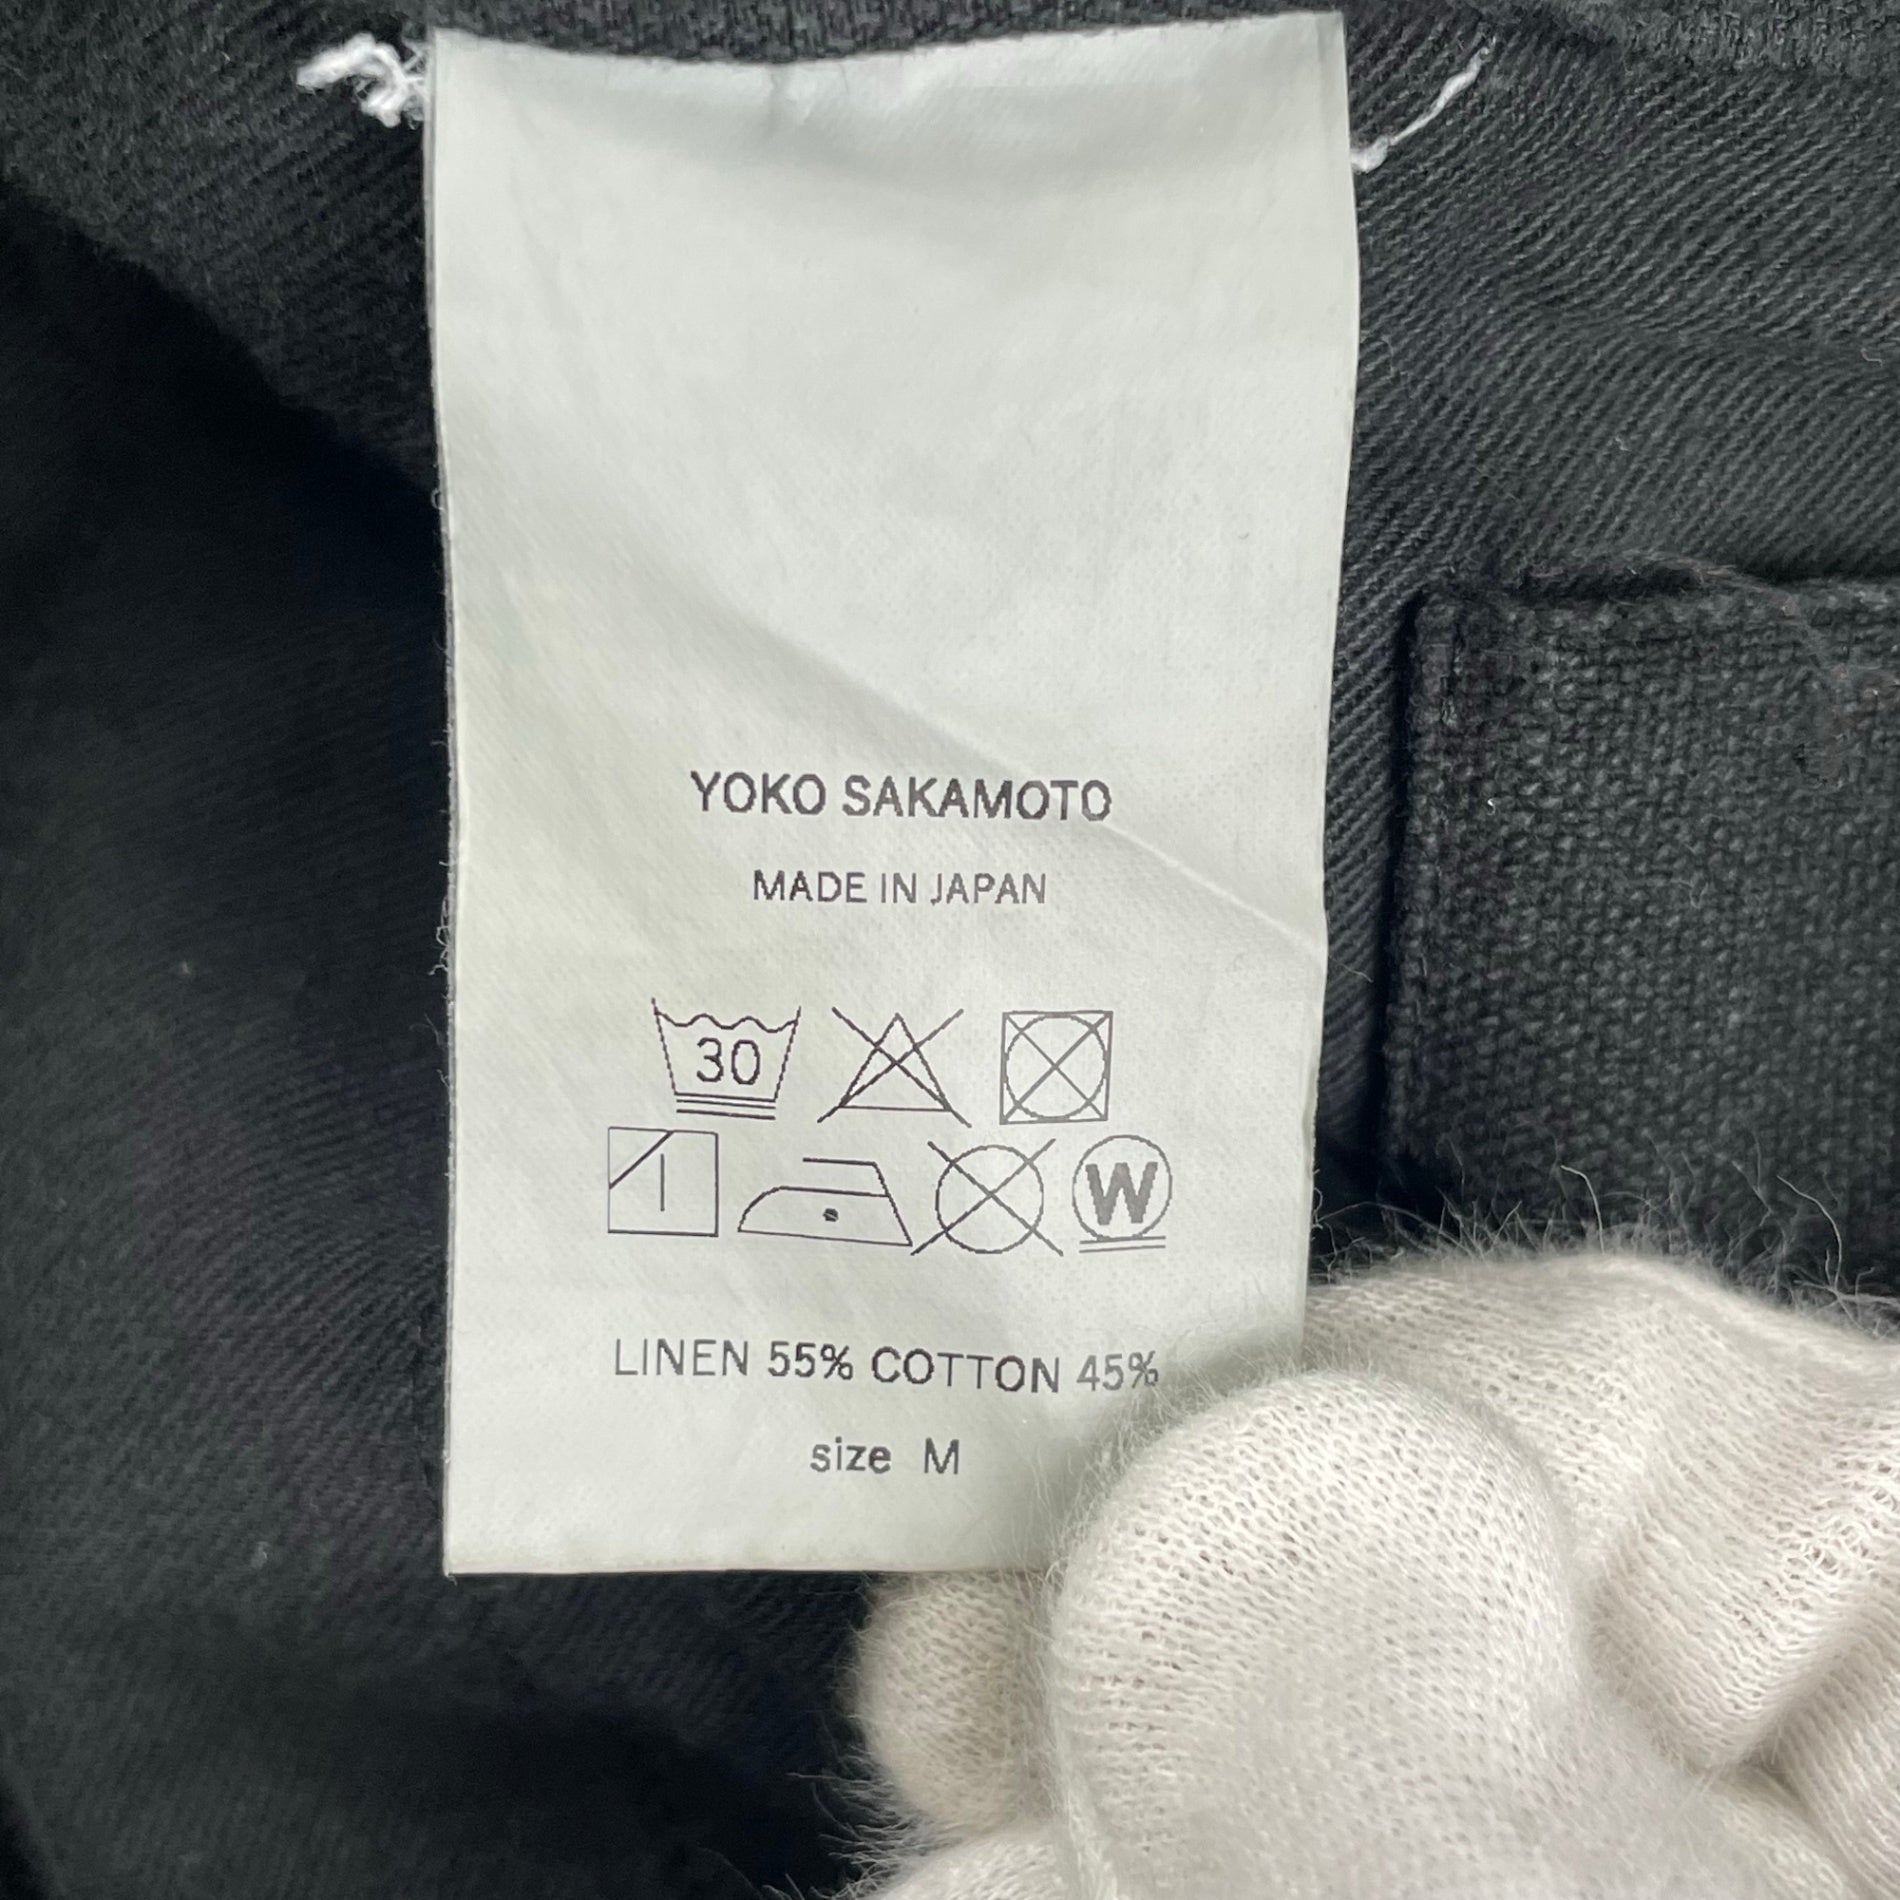 YOKO SAKAMOTO
MADE IN JAPAN
30
W
LINEN 55% COTTON 45%
size M